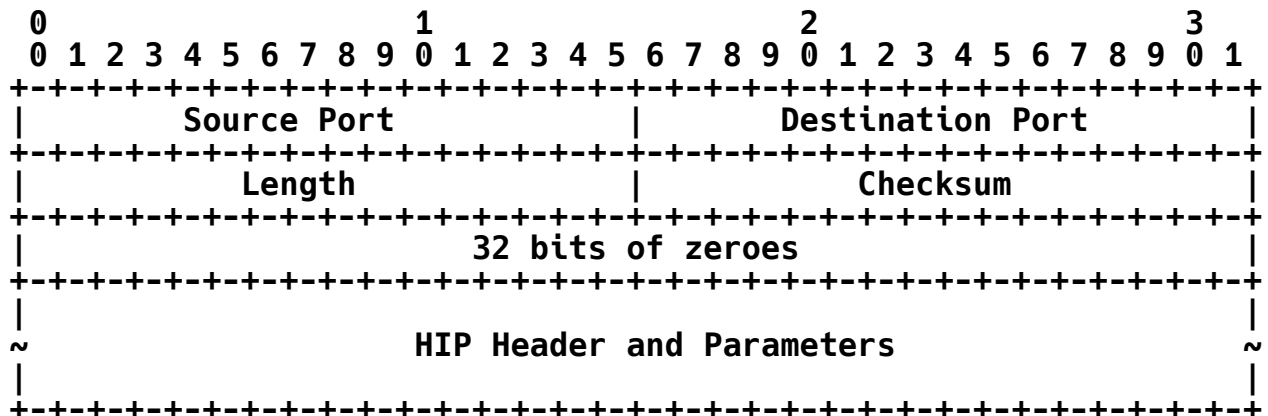 0                   1                   2                   3
 0 1 2 3 4 5 6 7 8 9 0 1 2 3 4 5 6 7 8 9 0 1 2 3 4 5 6 7 8 9 0 1
+-+-+-+-+-+-+-+-+-+-+-+-+-+-+-+-+-+-+-+-+-+-+-+-+-+-+-+-+-+-+-+-+
|        Source Port            |       Destination Port        |
+-+-+-+-+-+-+-+-+-+-+-+-+-+-+-+-+-+-+-+-+-+-+-+-+-+-+-+-+-+-+-+-+
|           Length              |           Checksum            |
+-+-+-+-+-+-+-+-+-+-+-+-+-+-+-+-+-+-+-+-+-+-+-+-+-+-+-+-+-+-+-+-+
|                       32 bits of zeroes                       |
+-+-+-+-+-+-+-+-+-+-+-+-+-+-+-+-+-+-+-+-+-+-+-+-+-+-+-+-+-+-+-+-+
|                                                               |
~                    HIP Header and Parameters                  ~
|                                                               |
+-+-+-+-+-+-+-+-+-+-+-+-+-+-+-+-+-+-+-+-+-+-+-+-+-+-+-+-+-+-+-+-+